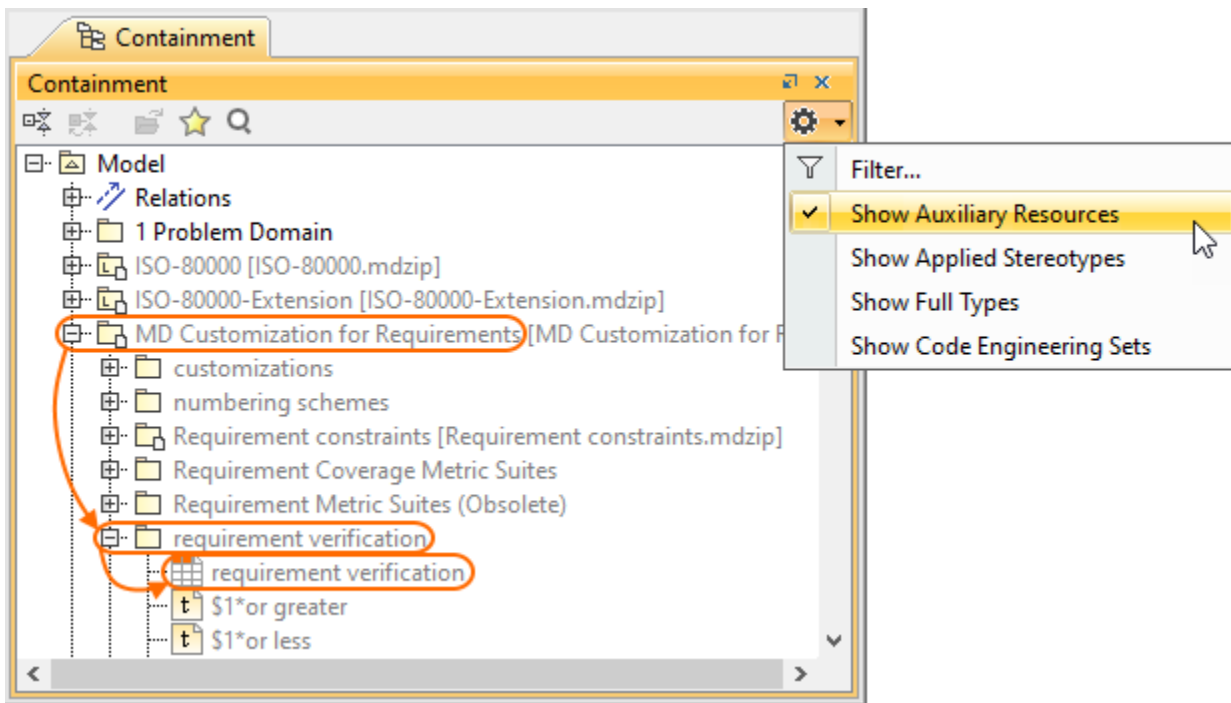 Containment
Containment
Model
Relations
1 Problem Domain
ISO-80000 [ISO-80000.mdzip]
ISO-80000-Extension [ISO-80000-Extension.mdzip]
MD Customization for Requirements [MD Customization for
customizations
numbering schemes
Requirement constraints [Requirement constraints.mdzip]
Requirement Coverage Metric Suites
Requirement Metric Suites (Obsolete)
requirement verification
requirement verification
t $1*or greater
t $1*or less
Filter...
Show Auxiliary Resources
Show Applied Stereotypes
Show Full Types
Show Code Engineering Sets